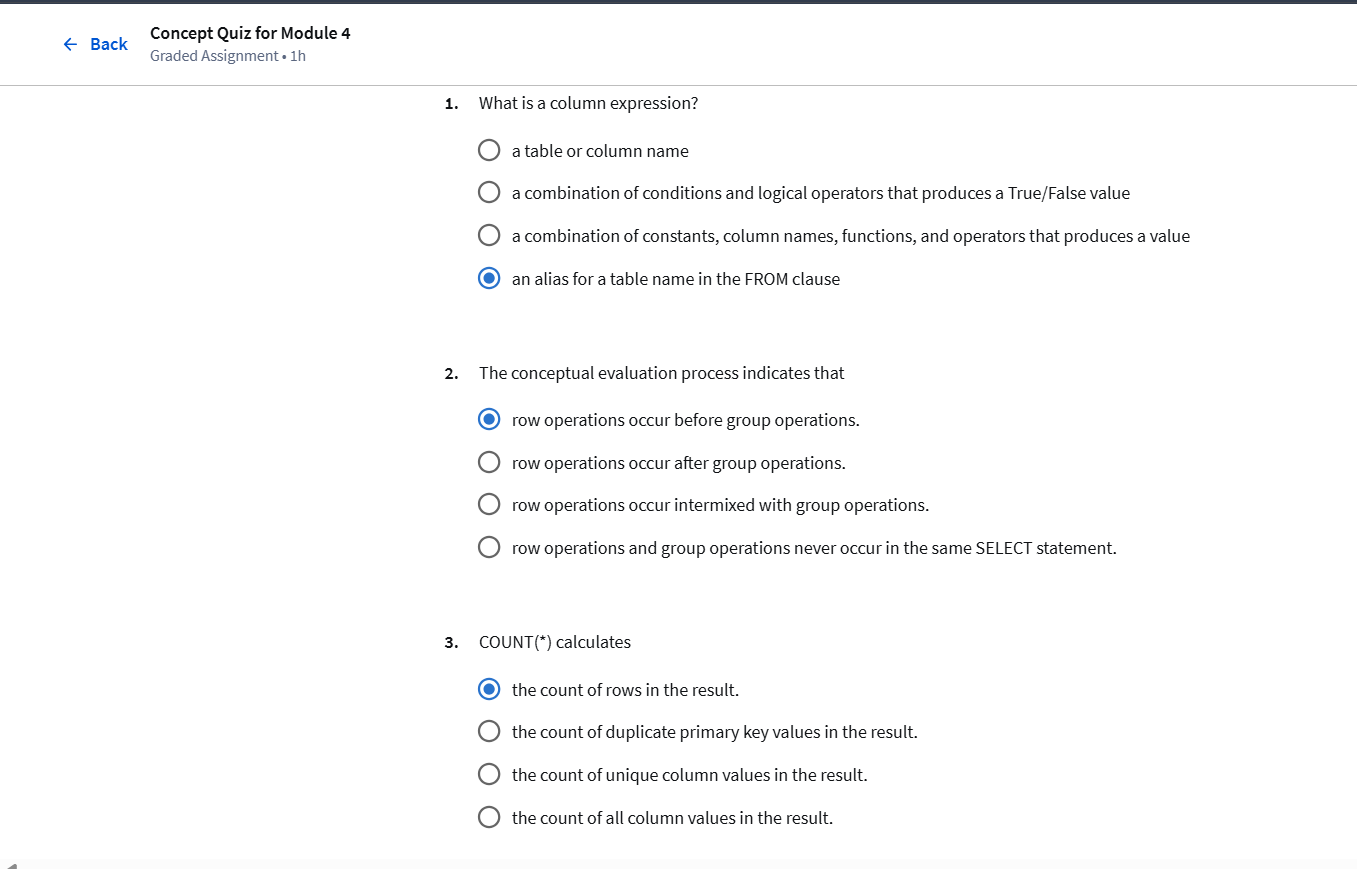 ← Back
Concept Quiz for Module 4
Graded Assignment • 1h
1. What is a column expression?
a table or column name
a combination of conditions and logical operators that produces a True/False value
a combination of constants, column names, functions, and operators that produces a value
an alias for a table name in the FROM clause
2. The conceptual evaluation process indicates that
row operations occur before group operations.
row operations occur after group operations.
row operations occur intermixed with group operations.
row operations and group operations never occur in the same SELECT statement.
3. COUNT(*) calculates
the count of rows in the result.
the count of duplicate primary key values in the result.
the count of unique column values in the result.
the count of all column values in the result.